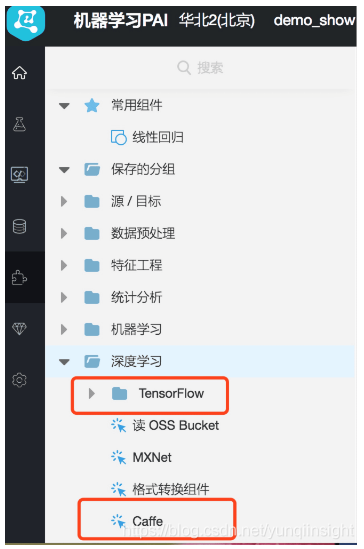 机器学习PAI 华北2(北京) demo_show
搜索
常用组件
线性回归
保存的分组
源 / 目标
数据预处理
特征工程
统计分析
机器学习
深度学习
TensorFlow
读 OSS Bucket
MXNet
格式转换组件
Caffe
https://blog.csdn.net/yunqiinsight